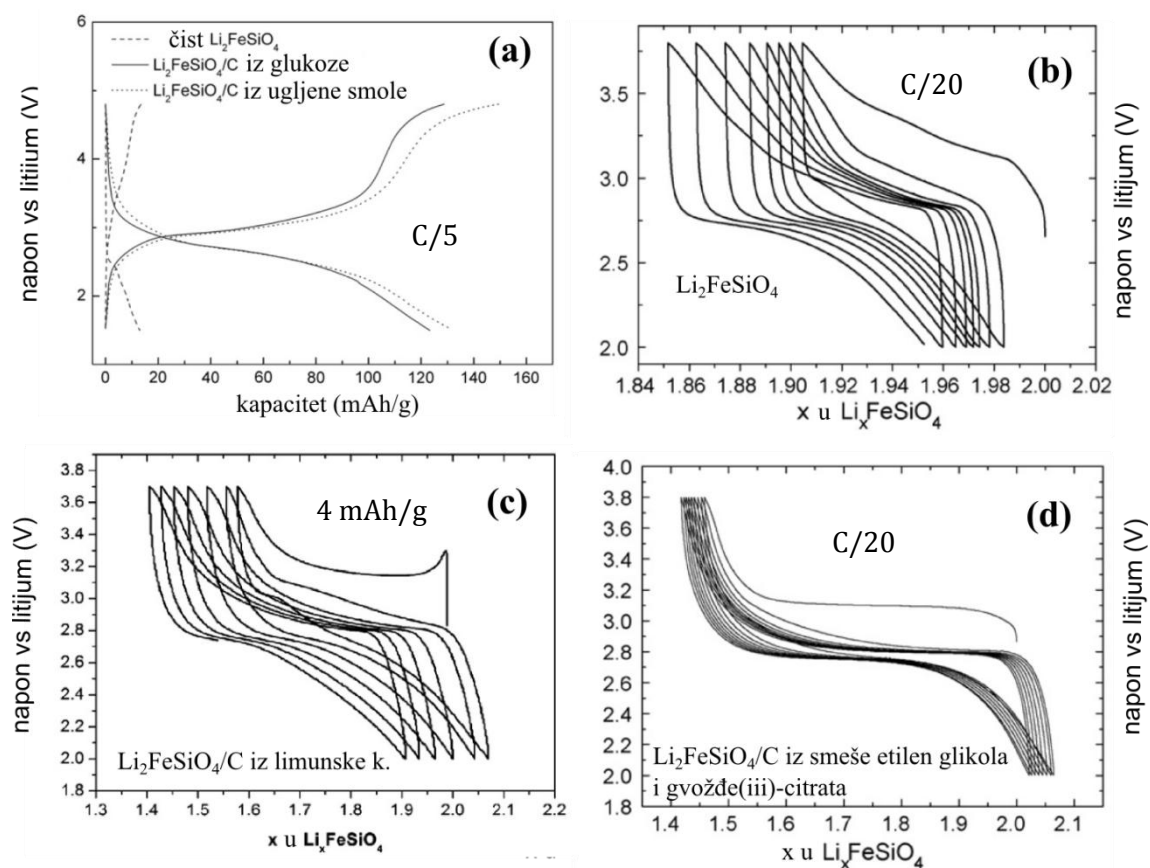 (a)
čist Li₂FeSiO₄
Li₂FeSiO₄/C iz glukoze
Li₂FeSiO₄/C iz ugljene smole
C/5
6
4
2
0 20 40 60 80 100 120 140 160
kapacitet (mAh/g)
napon vs litijum (V)
(b)
C/20
Li₂FeSiO₄
3.5
3.0
2.5
2.0
1.84 1.86 1.88 1.90 1.92 1.94 1.96 1.98 2.00 2.02
x u LiₓFeSiO₄
napon vs litijum (V)
(c)
4 mAh/g
Li₂FeSiO₄/C iz limunske k.
3.8
3.6
3.4
3.2
3.0
2.8
2.6
2.4
2.2
2.0
1.8
1.3 1.4 1.5 1.6 1.7 1.8 1.9 2.0 2.1 2.2
x u LiₓFeSiO₄
napon vs litijum (V)
(d)
C/20
Li₂FeSiO₄/C iz smeše etilen glikola
i gvožđe(iii)-citrata
4.0
3.8
3.6
3.4
3.2
3.0
2.8
2.6
2.4
2.2
2.0
1.8
1.4 1.5 1.6 1.7 1.8 1.9 2.0 2.1
x u LiₓFeSiO₄
napon vs litijum (V)